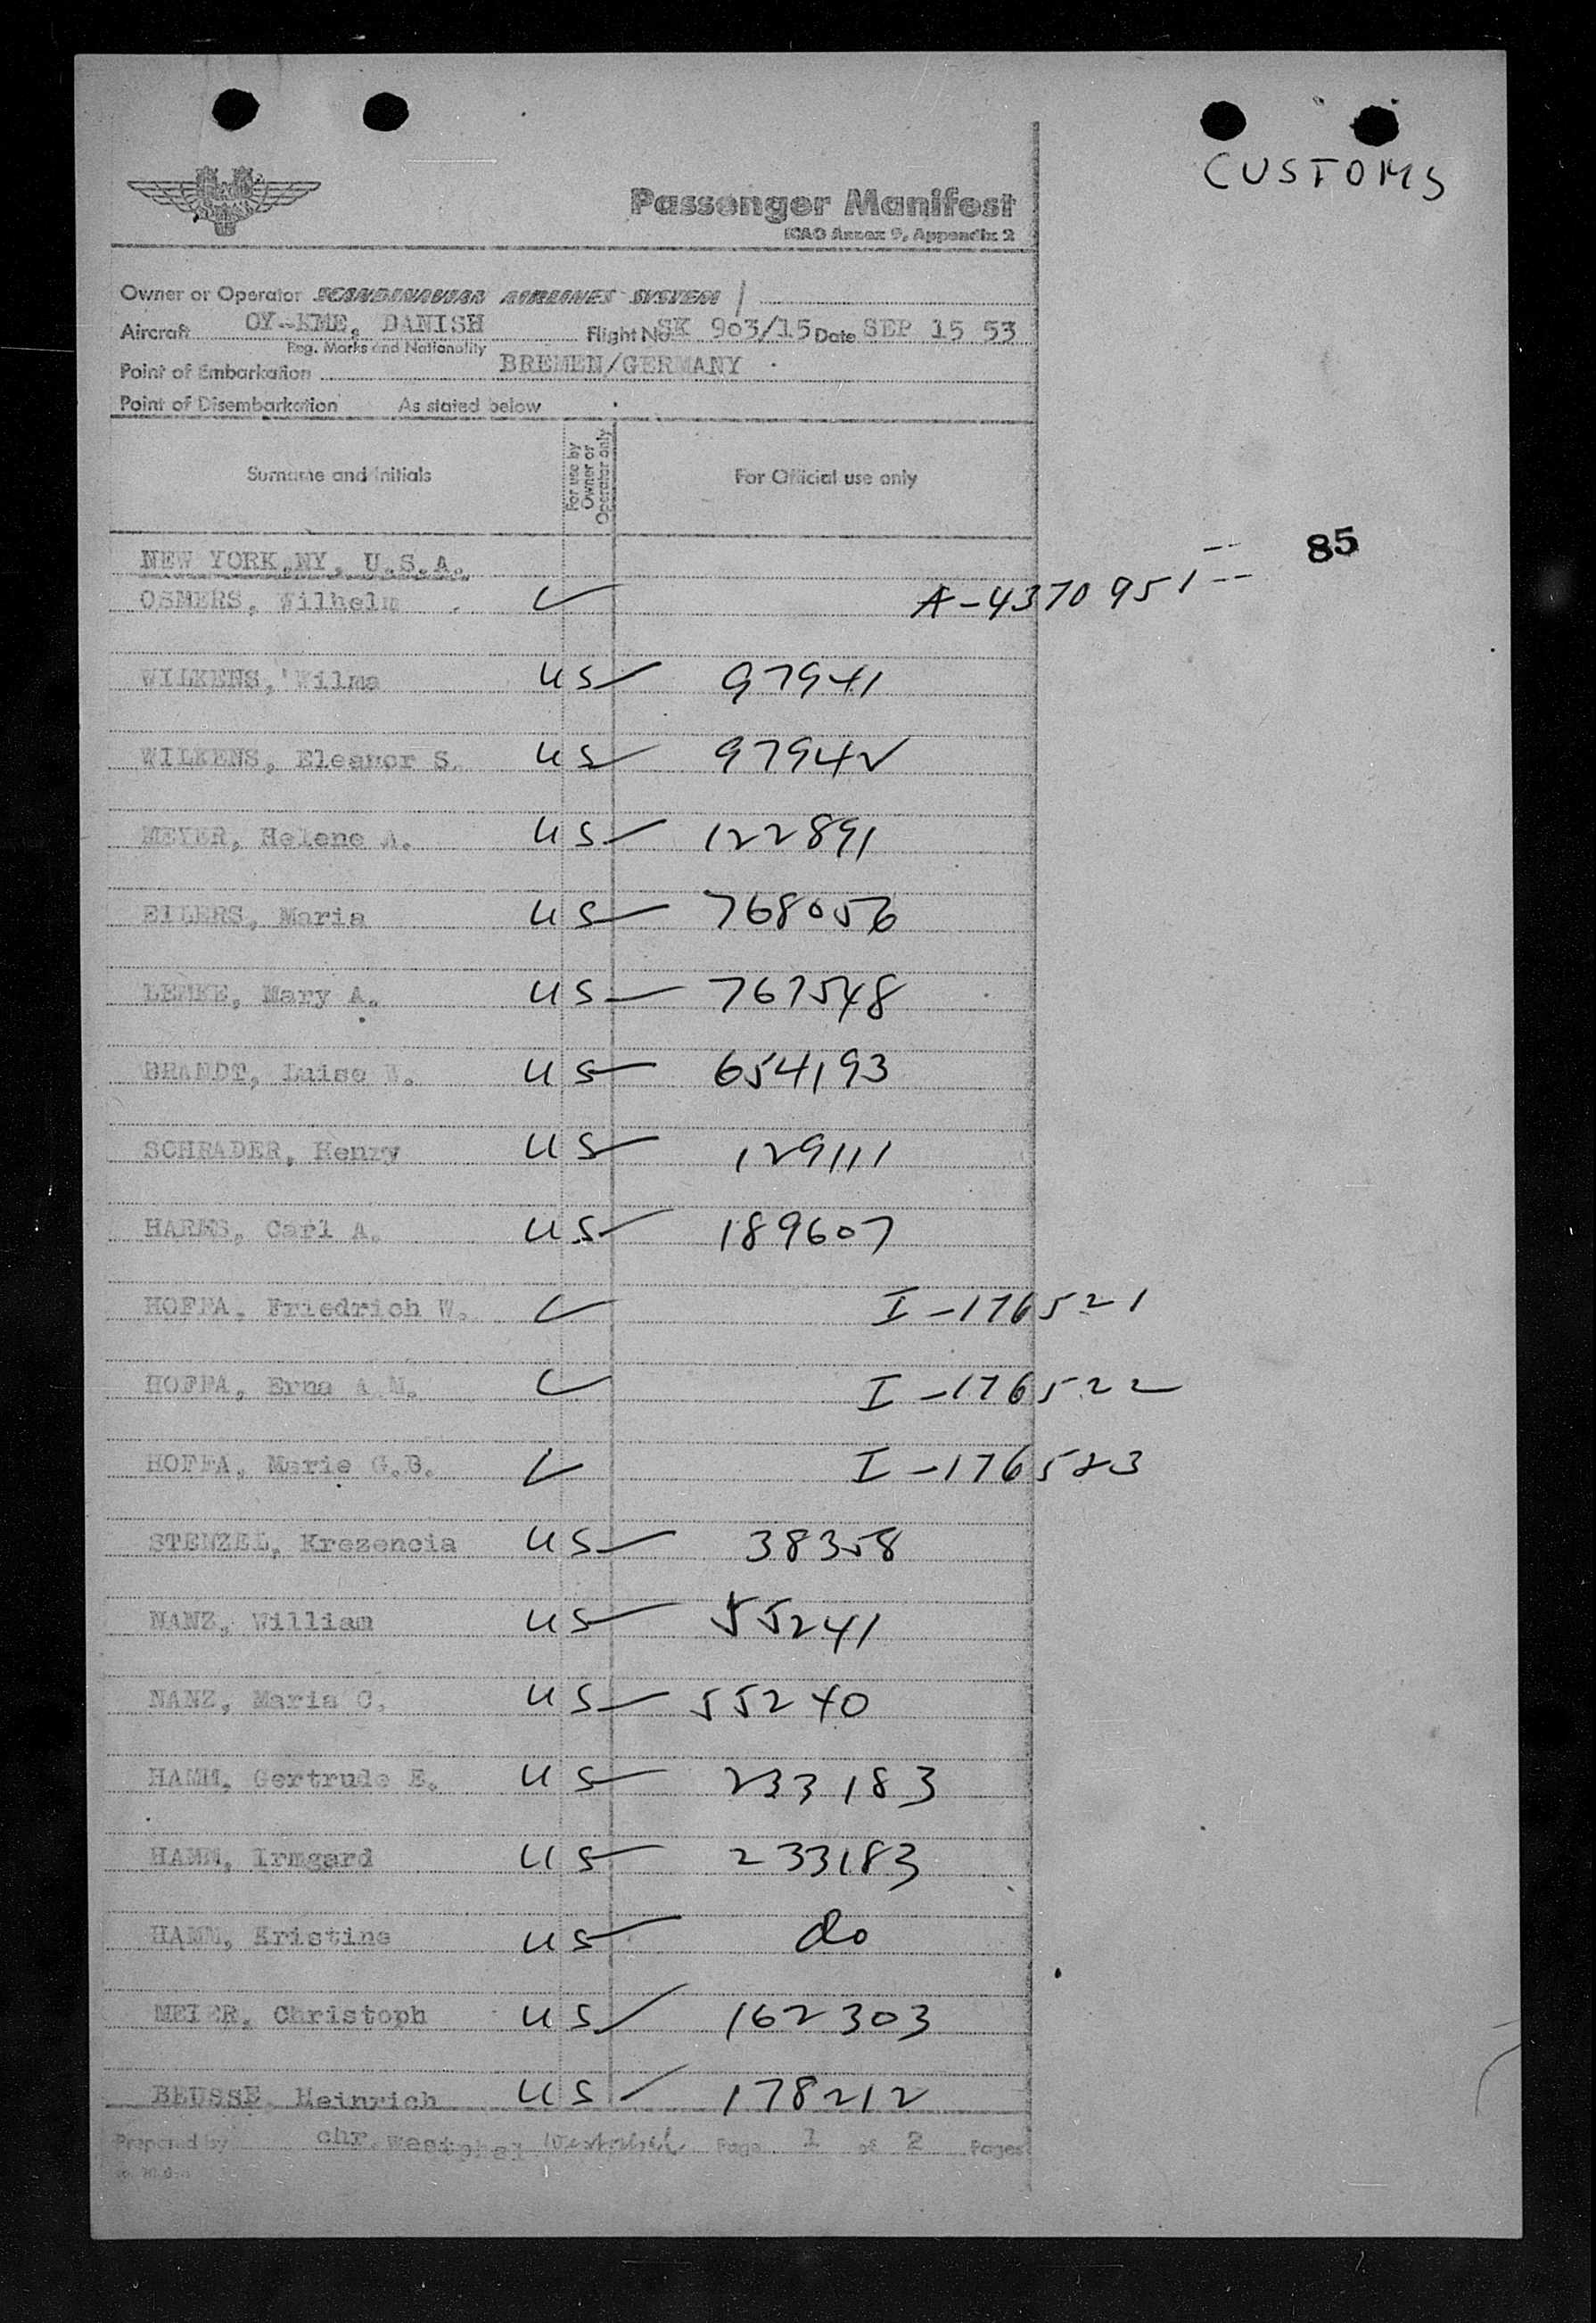 CUSTOMS
Passenger Manifest
ICAO Annex 9, Appendix 2
Owner or Operator SCANDINAVIAN AIRLINES SYSTEM
Aircraft OY-KME, DANISH Flight No. SK 903/15 Date SEP 15 53
Reg. Marks and Nationality
Point of Embarkation BREMEN/GERMANY
Point of Disembarkation As stated below
Surname and initials For use by Owner or Operator only For Official use only
85
NEW YORK,NY, U.S.A.
OSMERS, Wilhelm A-4370951
WILKENS, Wilma US 97941
WILKENS, Eleanor S. US 97942
MEYER, Helene A. US 122891
EILERS, Maria US 768056
LEMKE, Mary A. US 767548
BRANDT, Luise W. US 654193
SCHRADER, Henry US 129111
HARMS, Carl A. US 189607
HOFFA, Friedrich W. I-176521
HOFFA, Erna A.M. I-176522
HOFFA, Marie G.B. I-176523
STENZEL, Krezencia US 38358
NANZ, William US 55241
NANZ, Maria C. US 55240
HAMM, Gertrude E. US 233183
HAMM, Irmgard US 233183
HAMM, Kristine US do
MEIER, Christoph US 162303
BEUSSE, Heinrich US 178212
Prepared by chr. Westphal Page 1 of 2 Pages